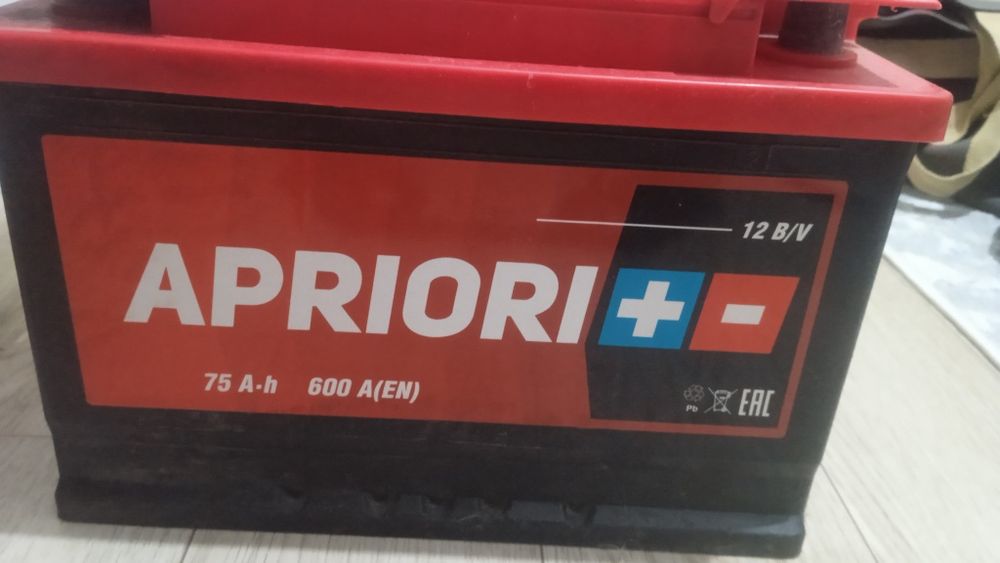 12 В/V
APRIORI
+ -
75 A·h 600 A(EN)
Pb
EAC